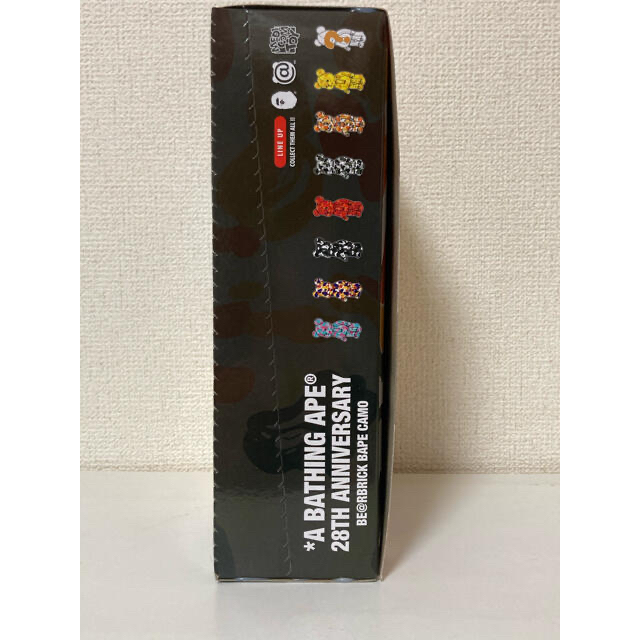 LINE UP
COLLECT THEM ALL !!
*A BATHING APE®
28TH ANNIVERSARY
BE@RBRICK BAPE CAMO